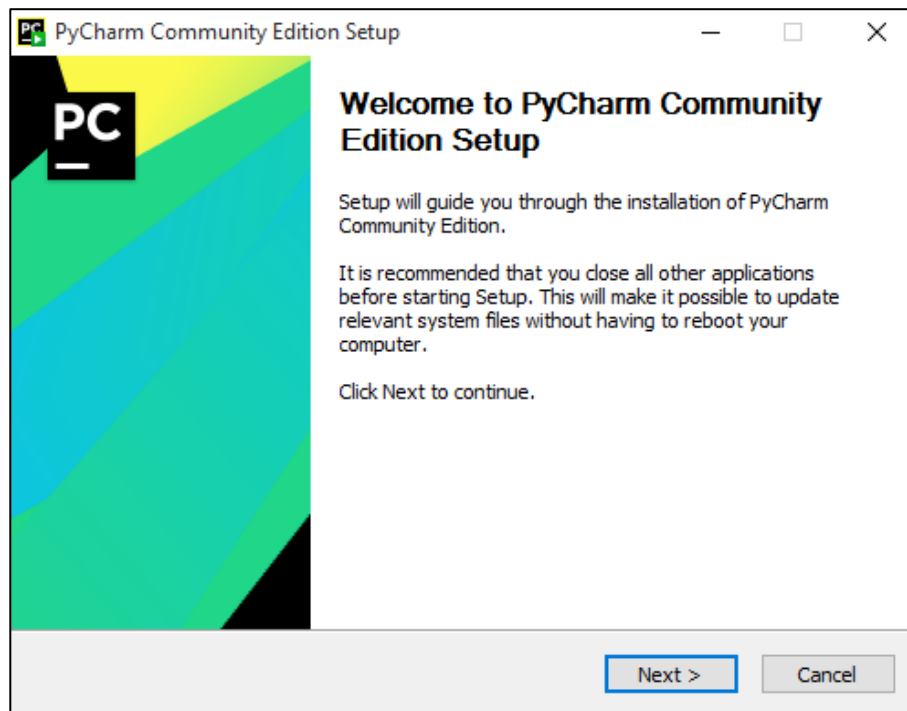 PyCharm Community Edition Setup
PC
Welcome to PyCharm Community
Edition Setup
Setup will guide you through the installation of PyCharm
Community Edition.
It is recommended that you close all other applications
before starting Setup. This will make it possible to update
relevant system files without having to reboot your
computer.
Click Next to continue.
Next >
Cancel